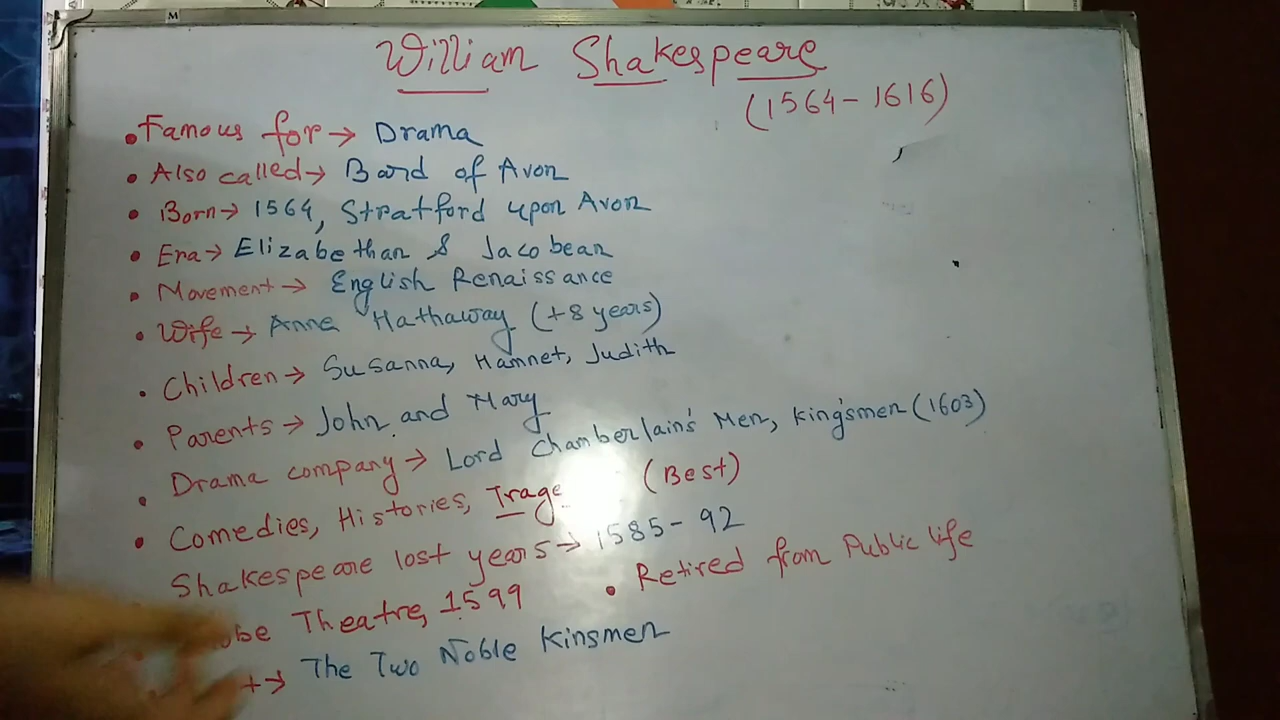 William Shakespeare
(1564-1616)
• Famous for → Drama
• Also called → Bard of Avon
• Born → 1564, Stratford upon Avon
• Era → Elizabethan & Jacobean
• Movement → English Renaissance
• Wife → Anne Hathaway (+8 years)
• Children → Susanna, Hamnet, Judith
• Parents → John and Mary
• Drama company → Lord Chamberlain's Men, King'smen (1603)
• Comedies, Histories, Trage (Best)
Shakespeare lost years → 1585-92
be Theatre, 1599 • Retired from Public life
t → The Two Noble Kinsmen